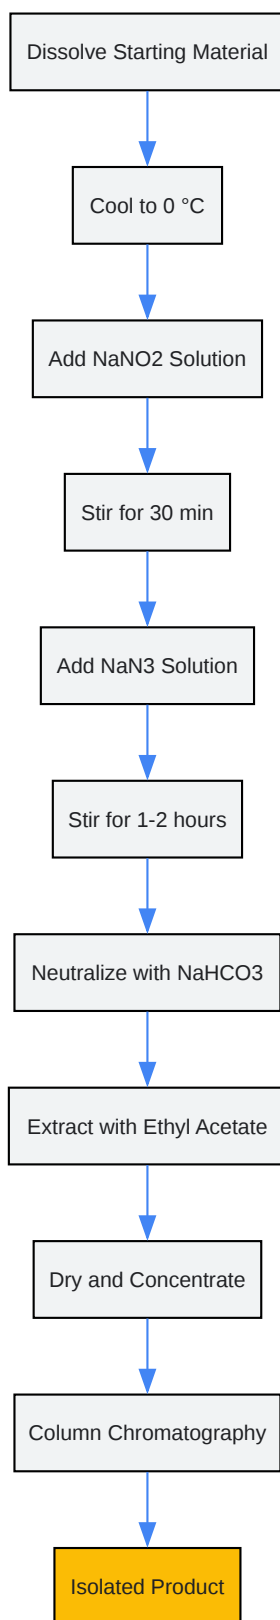 Dissolve Starting Material
Cool to 0 °C
Add NaNO2 Solution
Stir for 30 min
Add NaN3 Solution
Stir for 1-2 hours
Neutralize with NaHCO3
Extract with Ethyl Acetate
Dry and Concentrate
Column Chromatography
Isolated Product